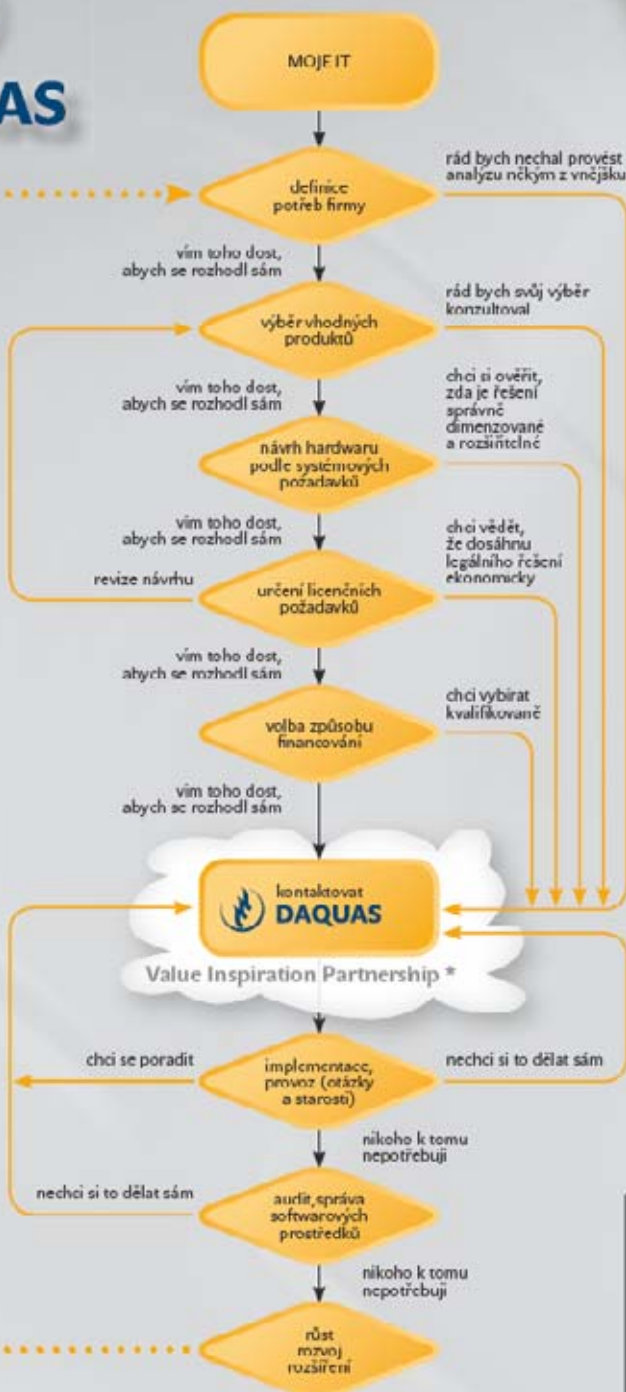 AS
MOJE IT
definice
potřeb firmy
rád bych nechal provést
analýzu někým z vnějšku
vím toho dost,
abych se rozhodl sám
výběr vhodných
produktů
rád bych svůj výběr
konzultoval
vím toho dost,
abych se rozhodl sám
návrh hardwaru
podle systémových
požadavků
chci si ověřit,
zda je řešení
správně
dimenzované
a rozšiřitelné
vím toho dost,
abych se rozhodl sám
revize návrhu
určení licenčních
požadavků
chci vědět,
že dosáhnu
legálního řešení
ekonomicky
vím toho dost,
abych se rozhodl sám
volba způsobu
financování
chci vybírat
kvalifikovaně
vím toho dost,
abych se rozhodl sám
kontaktovat
DAQUAS
Value Inspiration Partnership *
chci se poradit
implementace,
provoz (otázky
a starosti)
nechci si to dělat sám
nikoho k tomu
nepotřebuji
nechci si to dělat sám
audit,správa
softwarových
prostředků
nikoho k tomu
nepotřebuji
růst
rozvoj
rozšíření